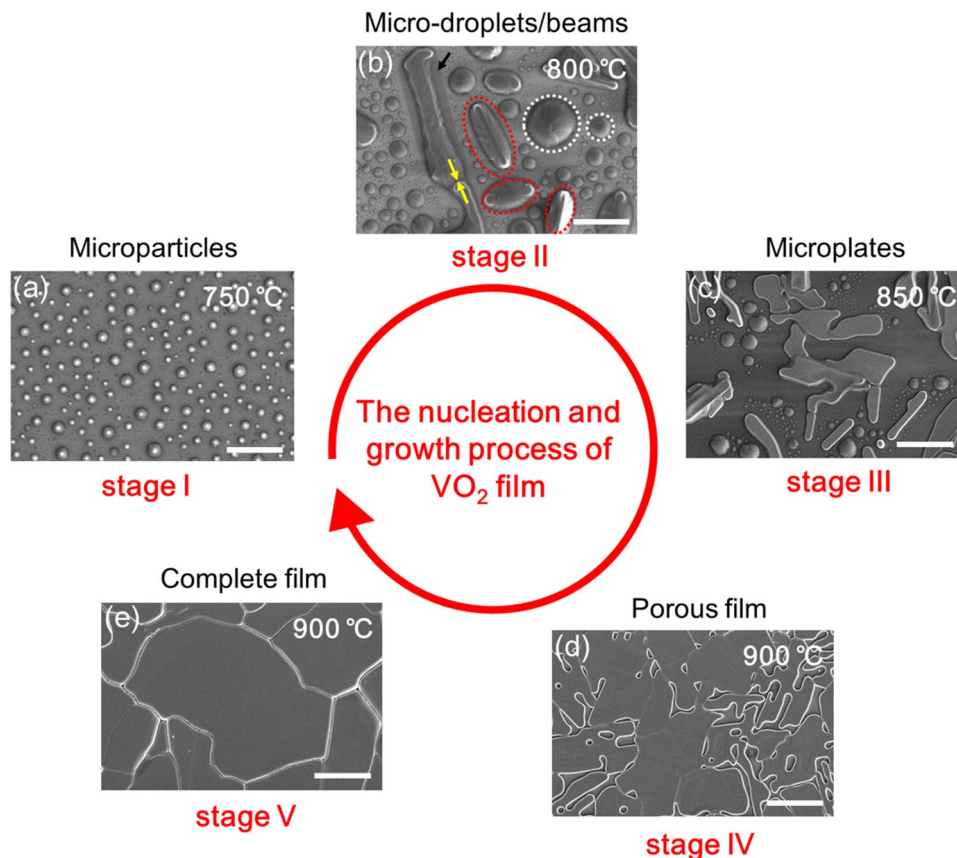 Micro-droplets/beams
(b)
800 °C
stage II
Microparticles
(a)
750 °C
stage I
Microplates
(c)
850 °C
stage III
The nucleation and
growth process of
VO₂ film
Complete film
(e)
900 °C
stage V
Porous film
(d)
900 °C
stage IV